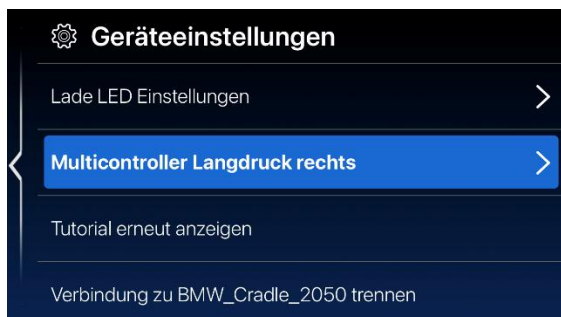 Geräteeinstellungen
Lade LED Einstellungen
Multicontroller Langdruck rechts
Tutorial erneut anzeigen
Verbindung zu BMW_Cradle_2050 trennen